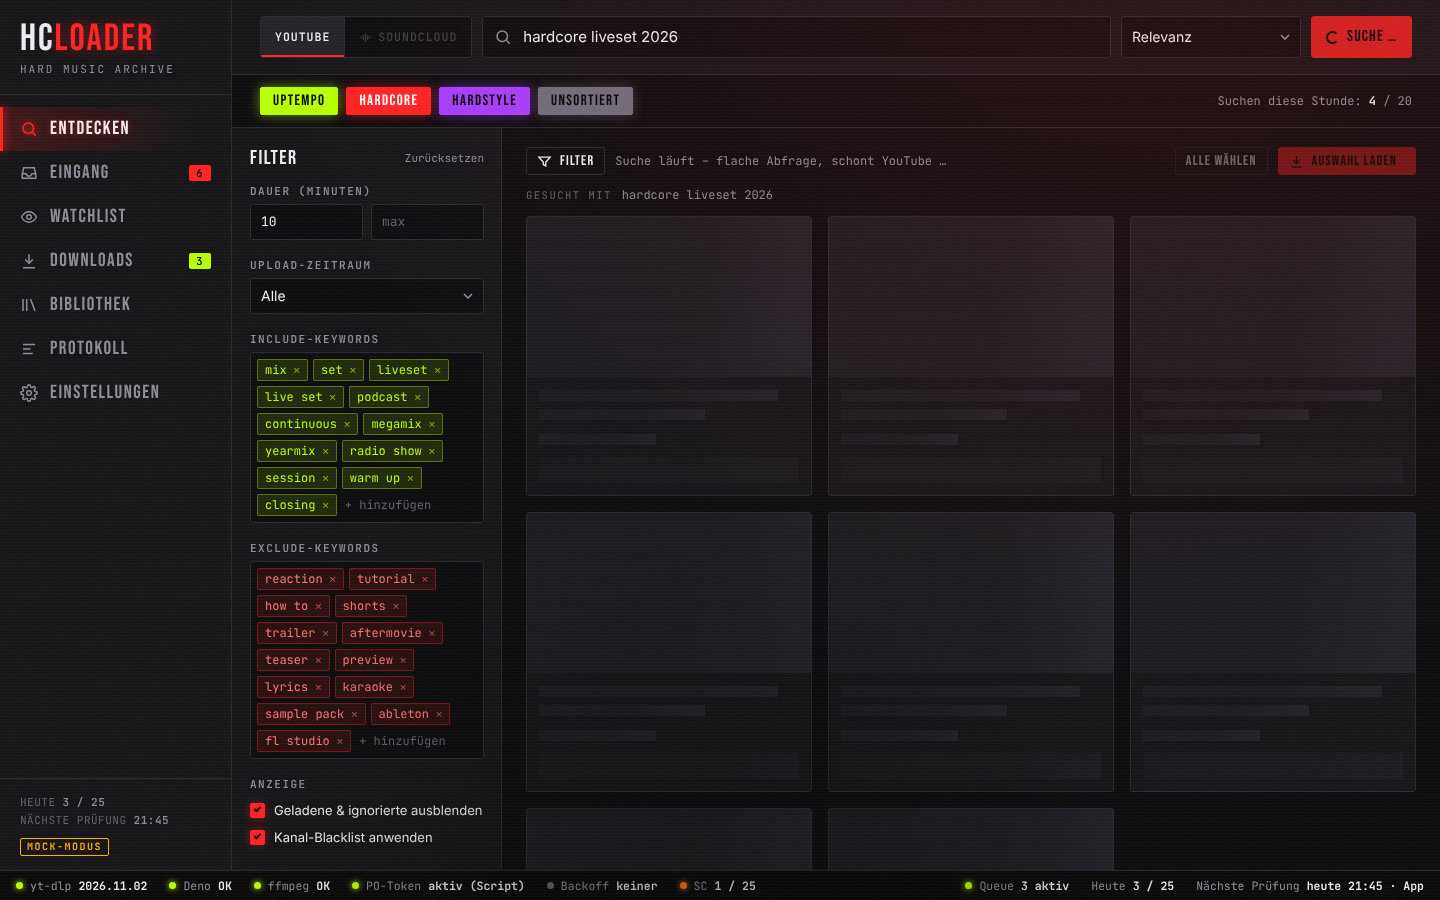 HCLOADER
HARD MUSIC ARCHIVE
ENTDECKEN
EINGANG 6
WATCHLIST
DOWNLOADS 3
BIBLIOTHEK
PROTOKOLL
EINSTELLUNGEN
HEUTE 3 / 25
NÄCHSTE PRÜFUNG 21:45
MOCK-MODUS
YOUTUBE SOUNDCLOUD hardcore liveset 2026 Relevanz SUCHE …
UPTEMPO HARDCORE HARDSTYLE UNSORTIERT Suchen diese Stunde: 4 / 20
FILTER Zurücksetzen
DAUER (MINUTEN)
10 max
UPLOAD-ZEITRAUM
Alle
INCLUDE-KEYWORDS
mix × set × liveset ×
live set × podcast ×
continuous × megamix ×
yearmix × radio show ×
session × warm up ×
closing × + hinzufügen
EXCLUDE-KEYWORDS
reaction × tutorial ×
how to × shorts ×
trailer × aftermovie ×
teaser × preview ×
lyrics × karaoke ×
sample pack × ableton ×
fl studio × + hinzufügen
ANZEIGE
Geladene & ignorierte ausblenden
Kanal-Blacklist anwenden
FILTER Suche läuft – flache Abfrage, schont YouTube … ALLE WÄHLEN AUSWAHL LADEN
GESUCHT MIT hardcore liveset 2026
yt-dlp 2026.11.02 Deno OK ffmpeg OK PO-Token aktiv (Script) Backoff keiner SC 1 / 25 Queue 3 aktiv Heute 3 / 25 Nächste Prüfung heute 21:45 · App